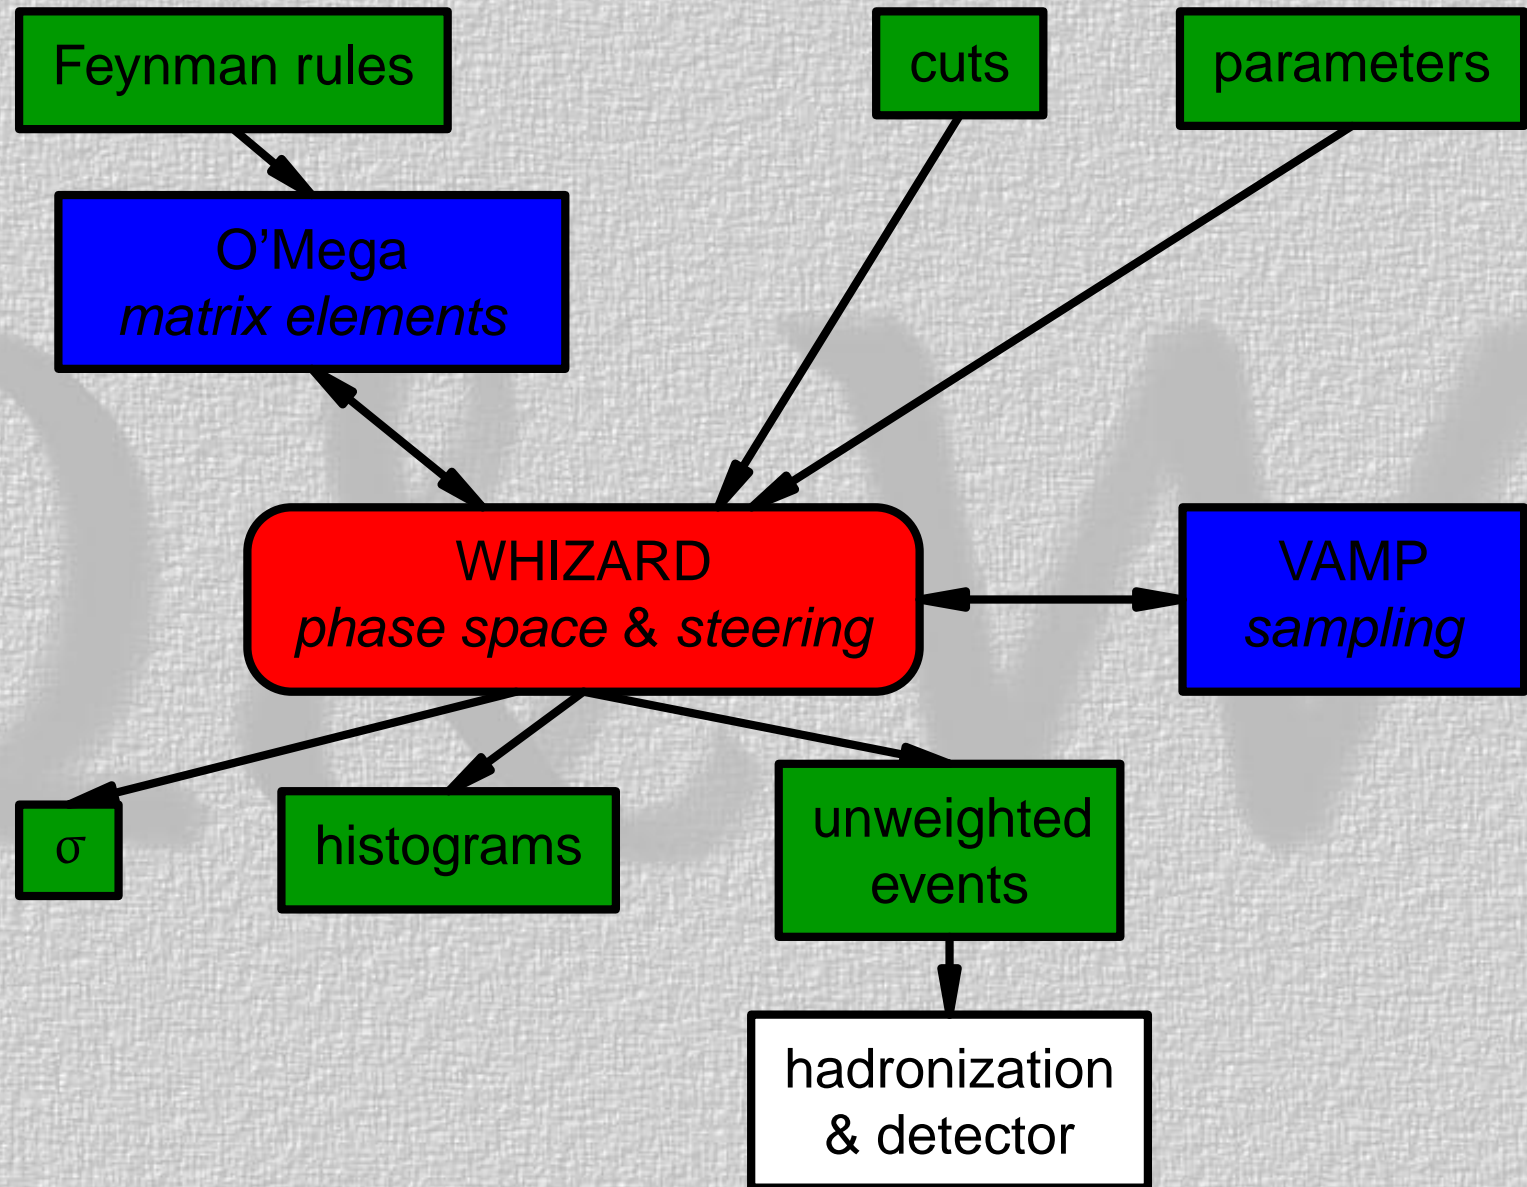 Feynman rules
cuts
parameters
O’Mega
matrix elements
WHIZARD
phase space & steering
VAMP
sampling
σ
histograms
unweighted
events
hadronization
& detector